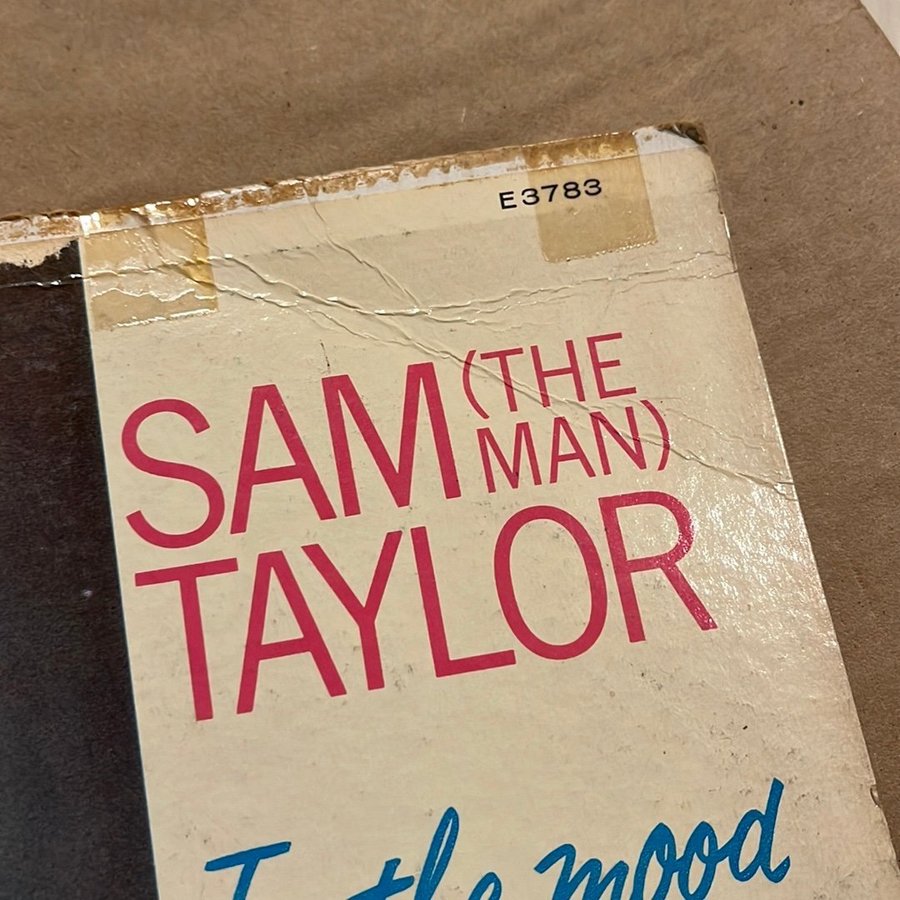 E3783
SAM (THE MAN)
TAYLOR
In the mood